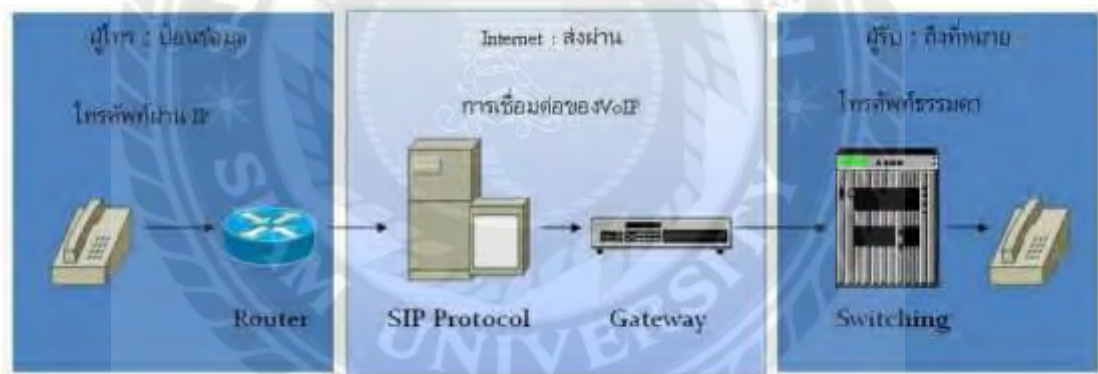 ผู้โทร : ป้อนข้อมูล
โทรศัพท์ผ่าน IP
Router
Internet : ส่งผ่าน
การเชื่อมต่อของVoIP
SIP Protocol
Gateway
ผู้รับ : ถึงที่หมาย
โทรศัพท์ธรรมดา
Switching
SIAM UNIVERSITY